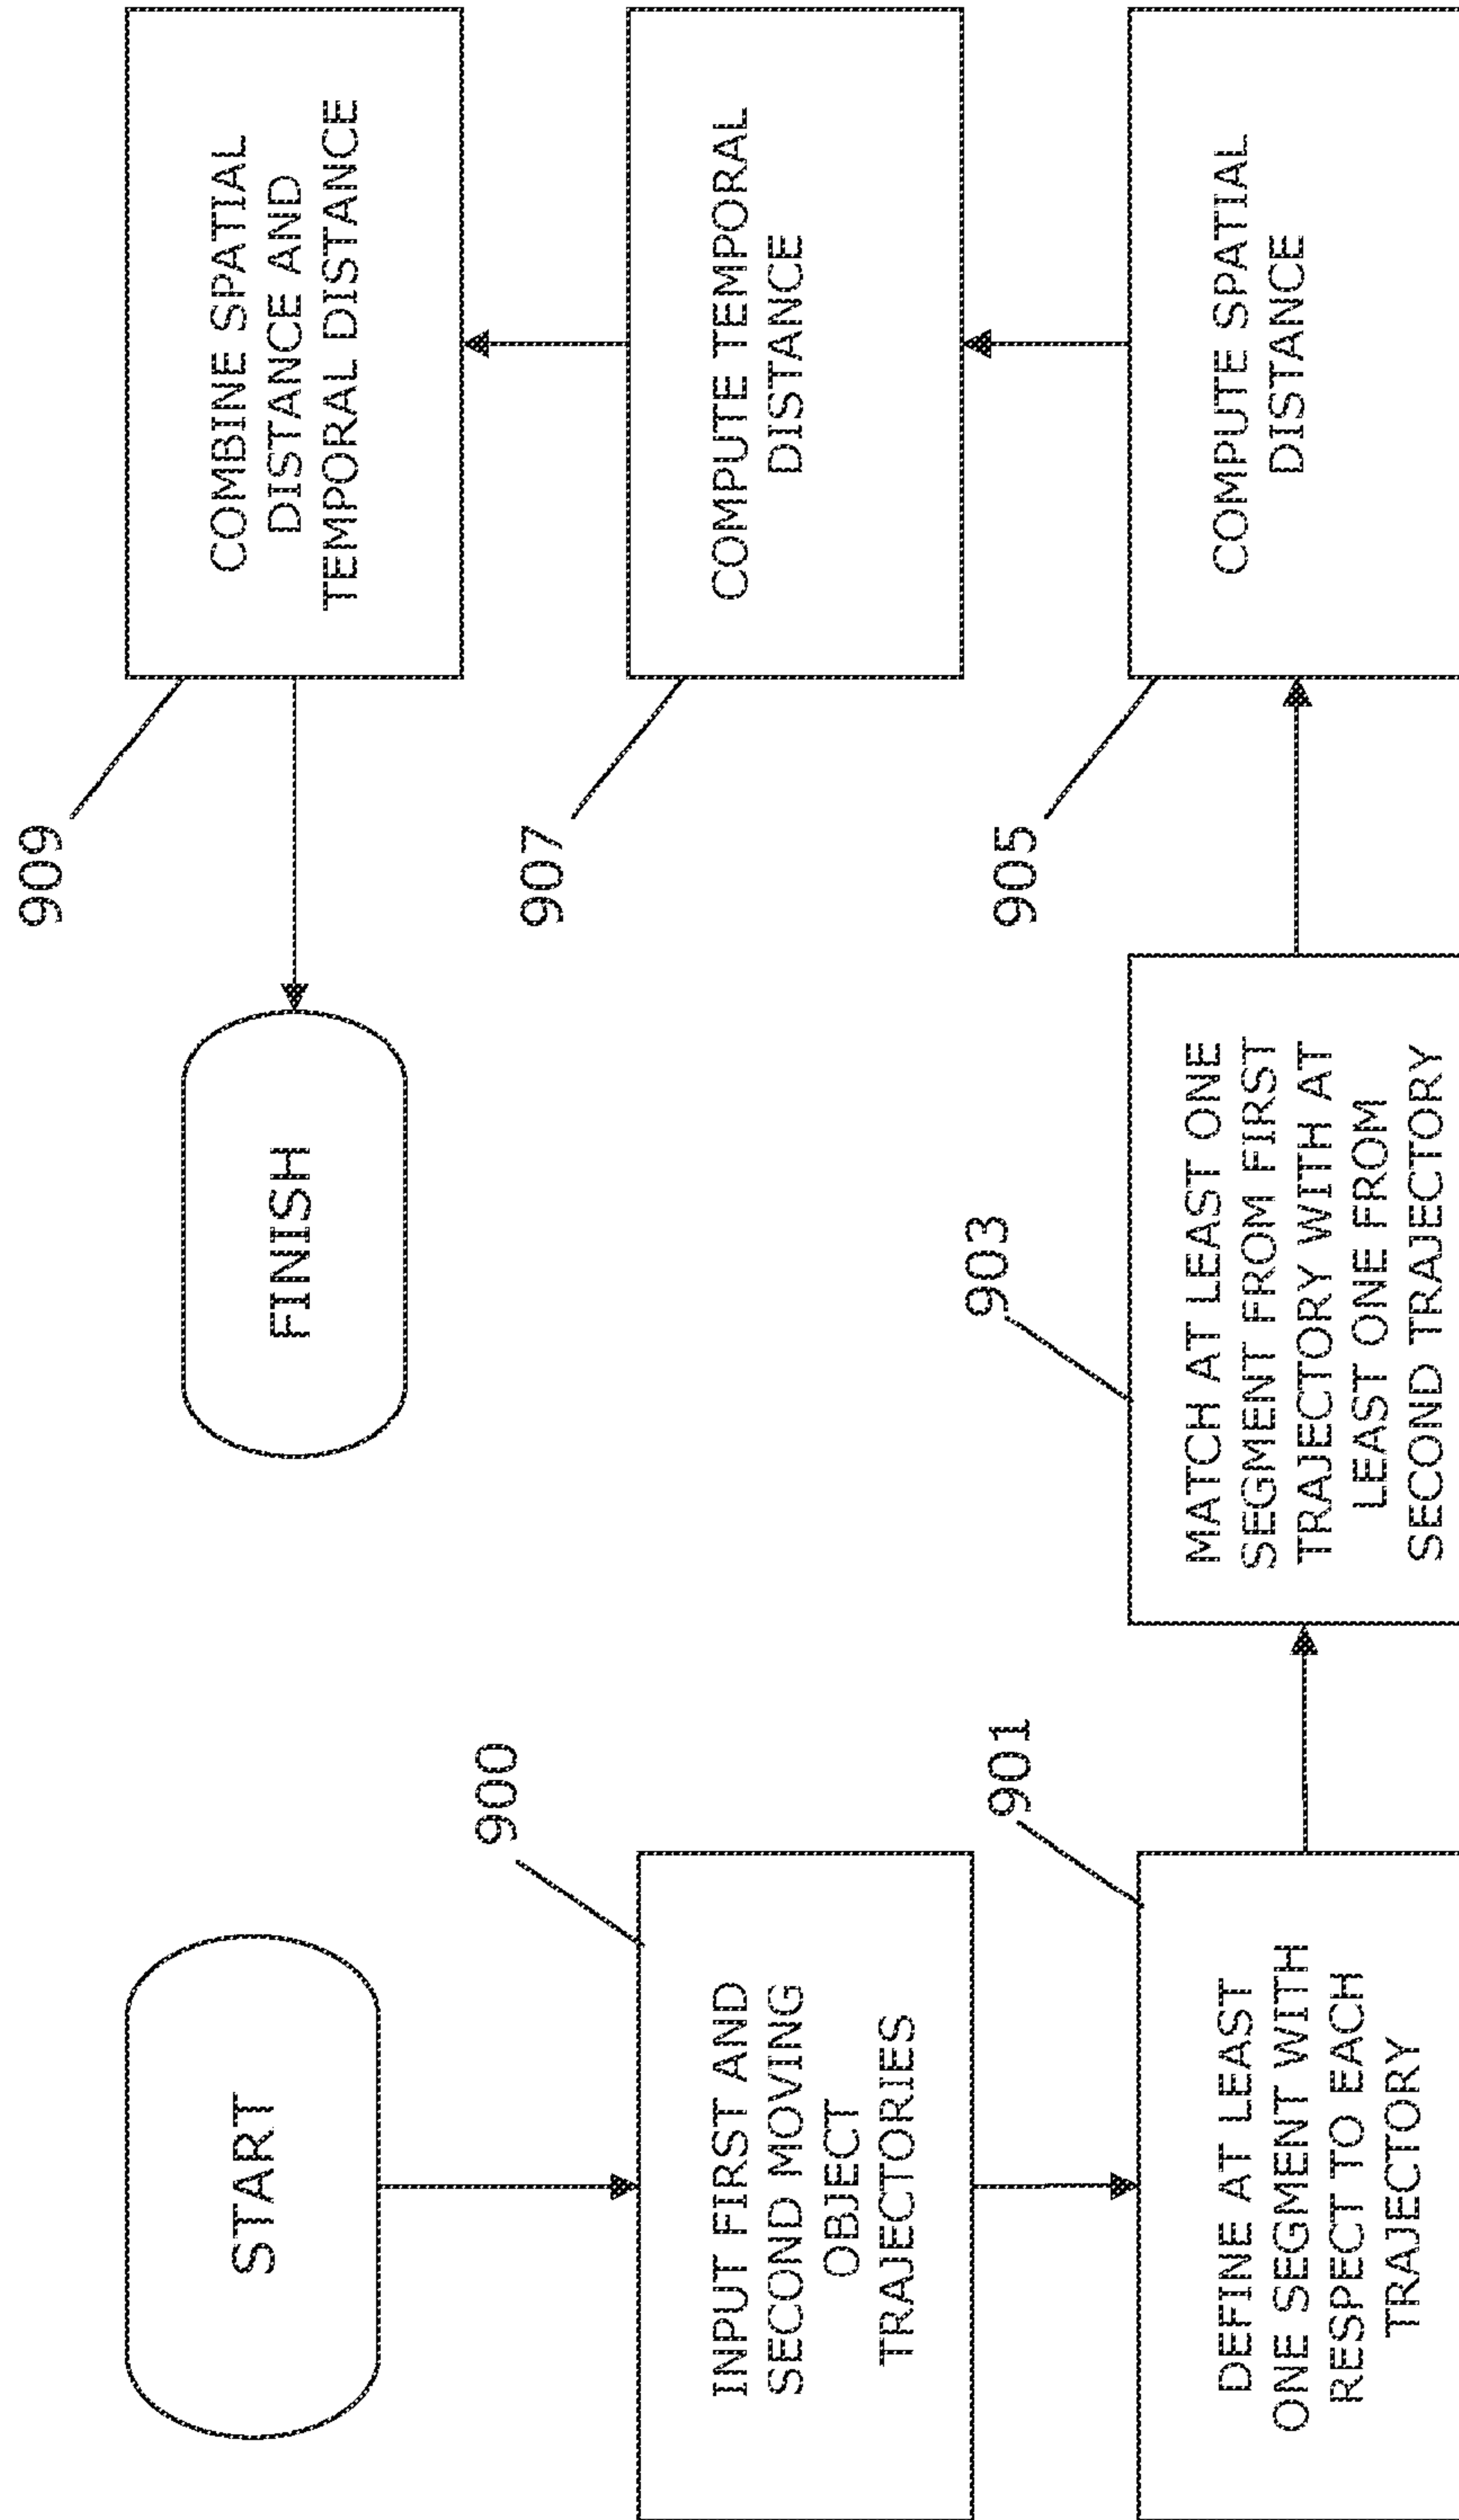 START
900
INPUT FIRST AND
SECOND MOVING
OBJECT
TRAJECTORIES
901
DEFINE AT LEAST
ONE SEGMENT WITH
RESPECT TO EACH
TRAJECTORY
903
MATCH AT LEAST ONE
SEGMENT FROM FIRST
TRAJECTORY WITH AT
LEAST ONE FROM
SECOND TRAJECTORY
905
COMPUTE SPATIAL
DISTANCE
907
COMPUTE TEMPORAL
DISTANCE
909
COMBINE SPATIAL
DISTANCE AND
TEMPORAL DISTANCE
FINISH